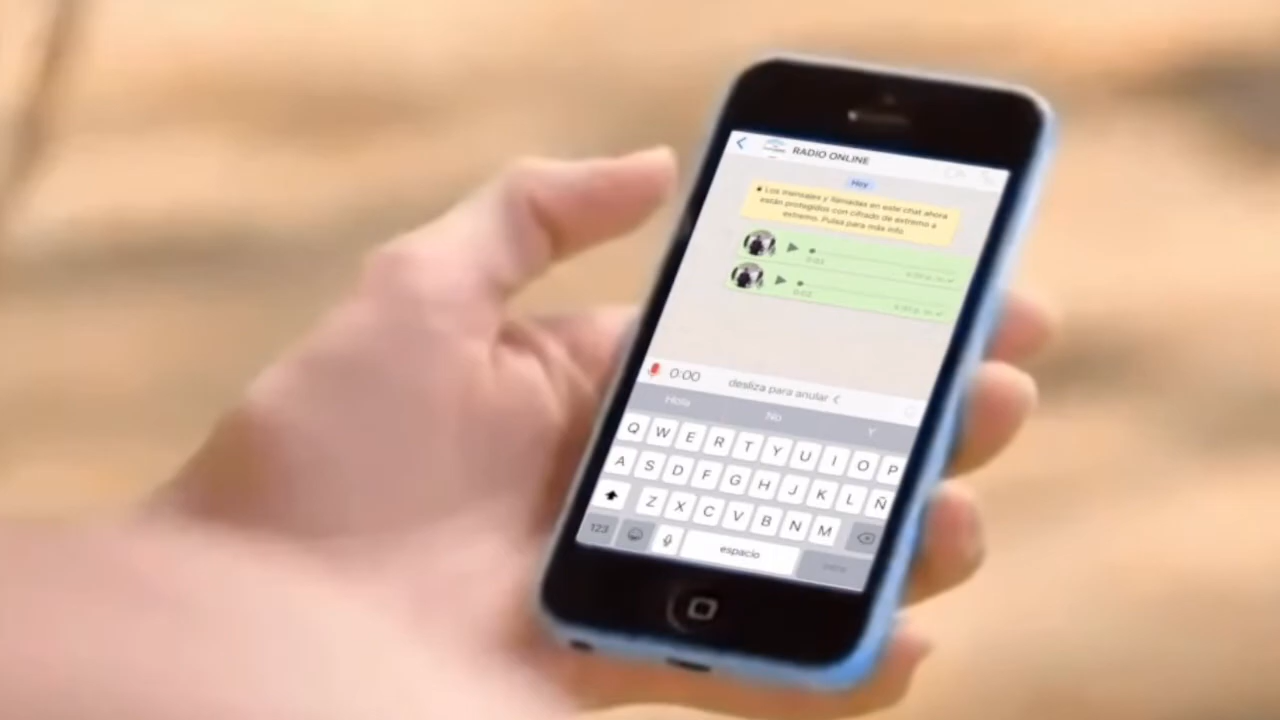 RADIO ONLINE
Hoy
Los mensajes y llamadas en este chat ahora
están protegidos con cifrado de extremo a
extremo. Pulsa para más info.
0:03
0:02
0:00 desliza para anular <
Hola No Y
Q W E R T Y U I O P
A S D F G H J K L Ñ
Z X C V B N M
123 espacio